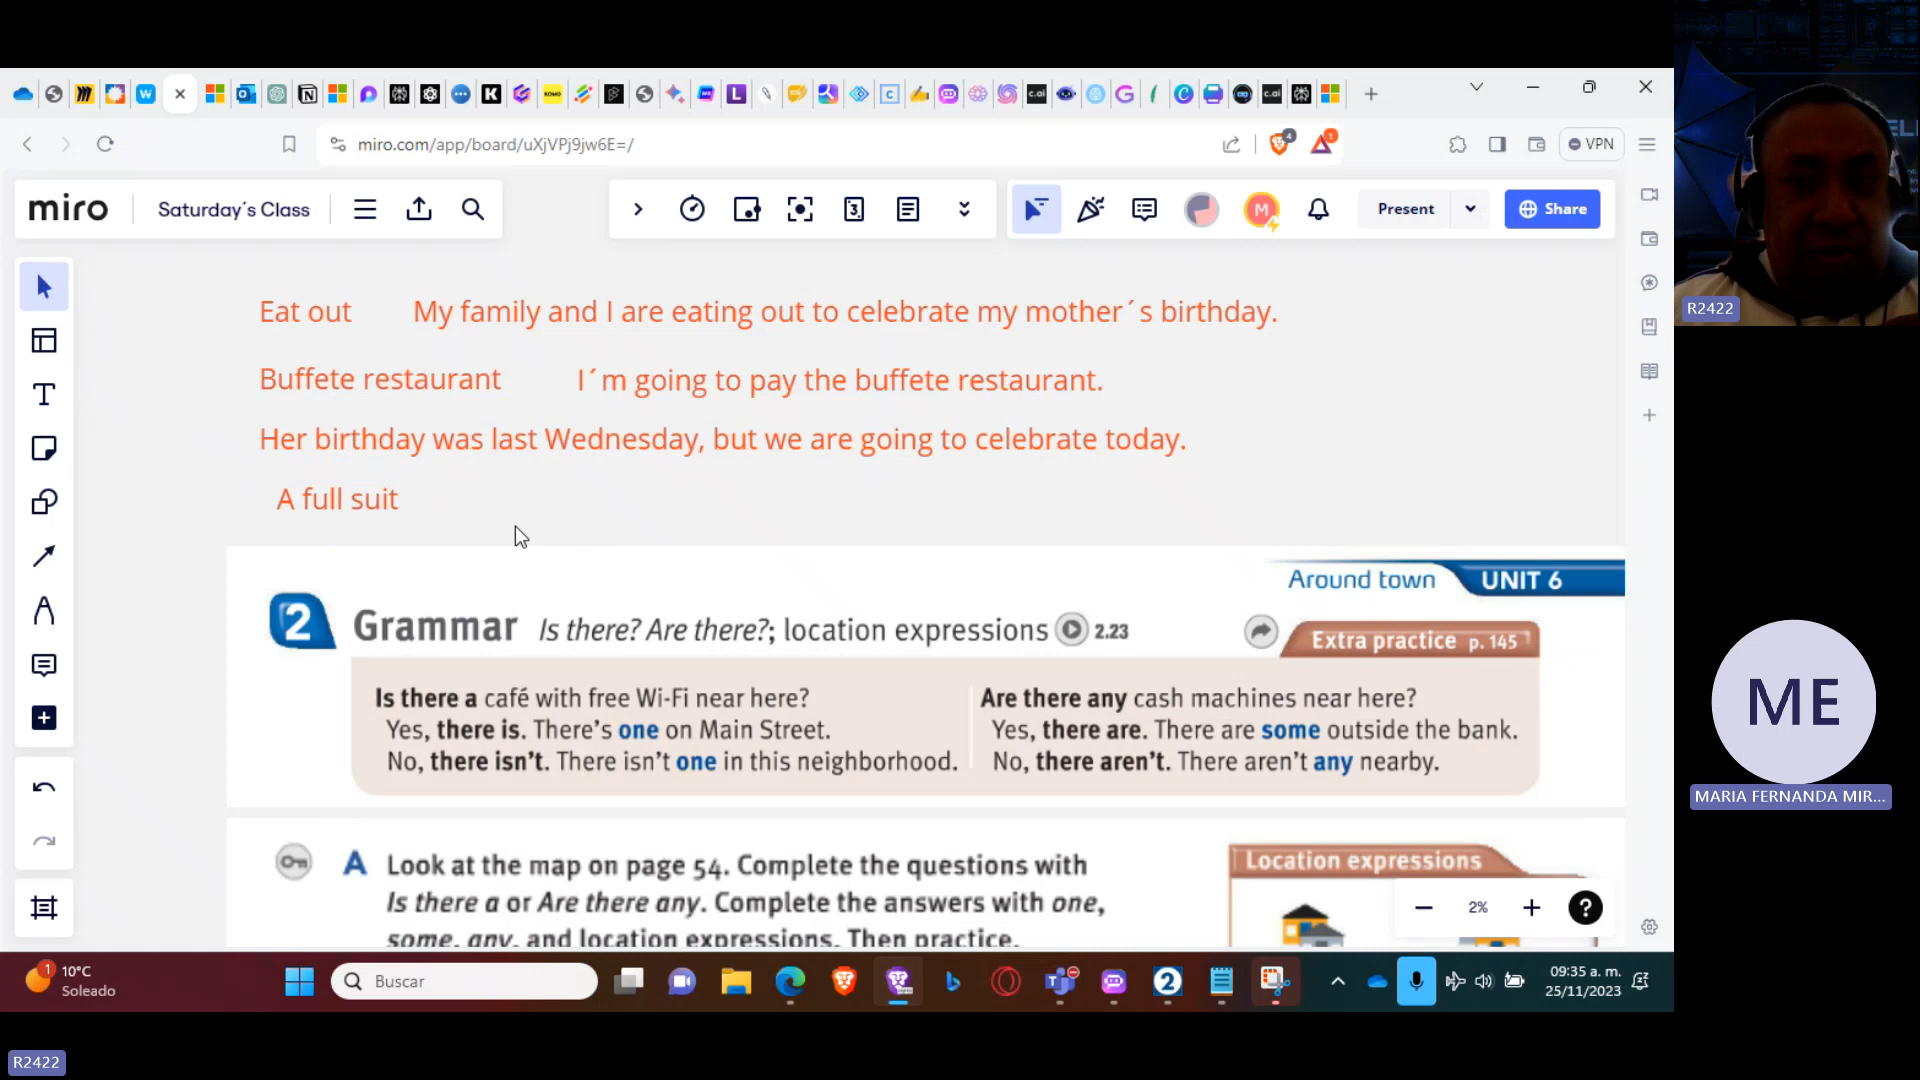 miro.com/app/board/uXjVPj9jw6E=/
VPN
miro
Saturday´s Class
3
M
Present
Share
Eat out My family and I are eating out to celebrate my mother´s birthday.
Buffete restaurant I´m going to pay the buffete restaurant.
Her birthday was last Wednesday, but we are going to celebrate today.
A full suit
Around town UNIT 6
2 Grammar Is there? Are there?; location expressions 2.23
Extra practice p. 145
Is there a café with free Wi-Fi near here?
Yes, there is. There's one on Main Street.
No, there isn't. There isn't one in this neighborhood.
Are there any cash machines near here?
Yes, there are. There are some outside the bank.
No, there aren't. There aren't any nearby.
A Look at the map on page 54. Complete the questions with
Is there a or Are there any. Complete the answers with one,
some, any, and location expressions. Then practice.
Location expressions
2%
?
1
10°C
Soleado
Buscar
09:35 a. m.
25/11/2023
R2422
ME
MARIA FERNANDA MIR...
R2422